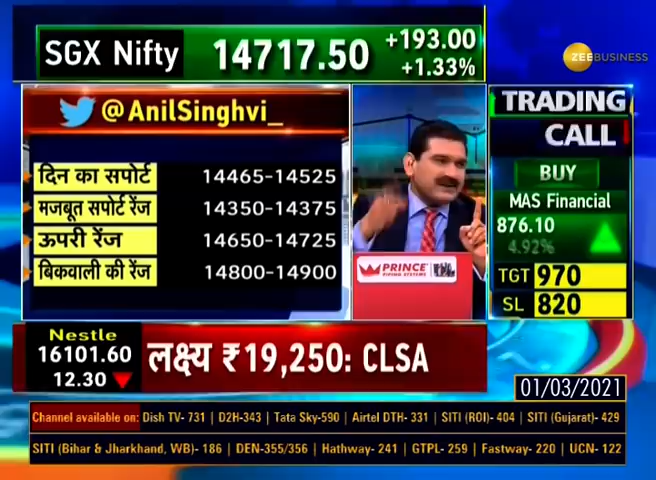 SGX Nifty 14717.50 +193.00
+1.33%
ZEEBUSINESS
@AnilSinghvi_
दिन का सपोर्ट 14465-14525
मजबूत सपोर्ट रेंज 14350-14375
ऊपरी रेंज 14650-14725
बिकवाली की रेंज 14800-14900
PRINCE
PIPING SYSTEMS
TRADING
CALL
BUY
MAS Financial
876.10
4.92%
TGT 970
SL 820
Nestle
16101.60
12.30
लक्ष्य ₹19,250: CLSA
01/03/2021
Channel available on: Dish TV- 731 | D2H-343 | Tata Sky-590 | Airtel DTH- 331 | SITI (ROI)- 404 | SITI (Gujarat)- 429
SITI (Bihar & Jharkhand, WB)- 186 | DEN-355/356 | Hathway- 241 | GTPL- 259 | Fastway- 220 | UCN- 122